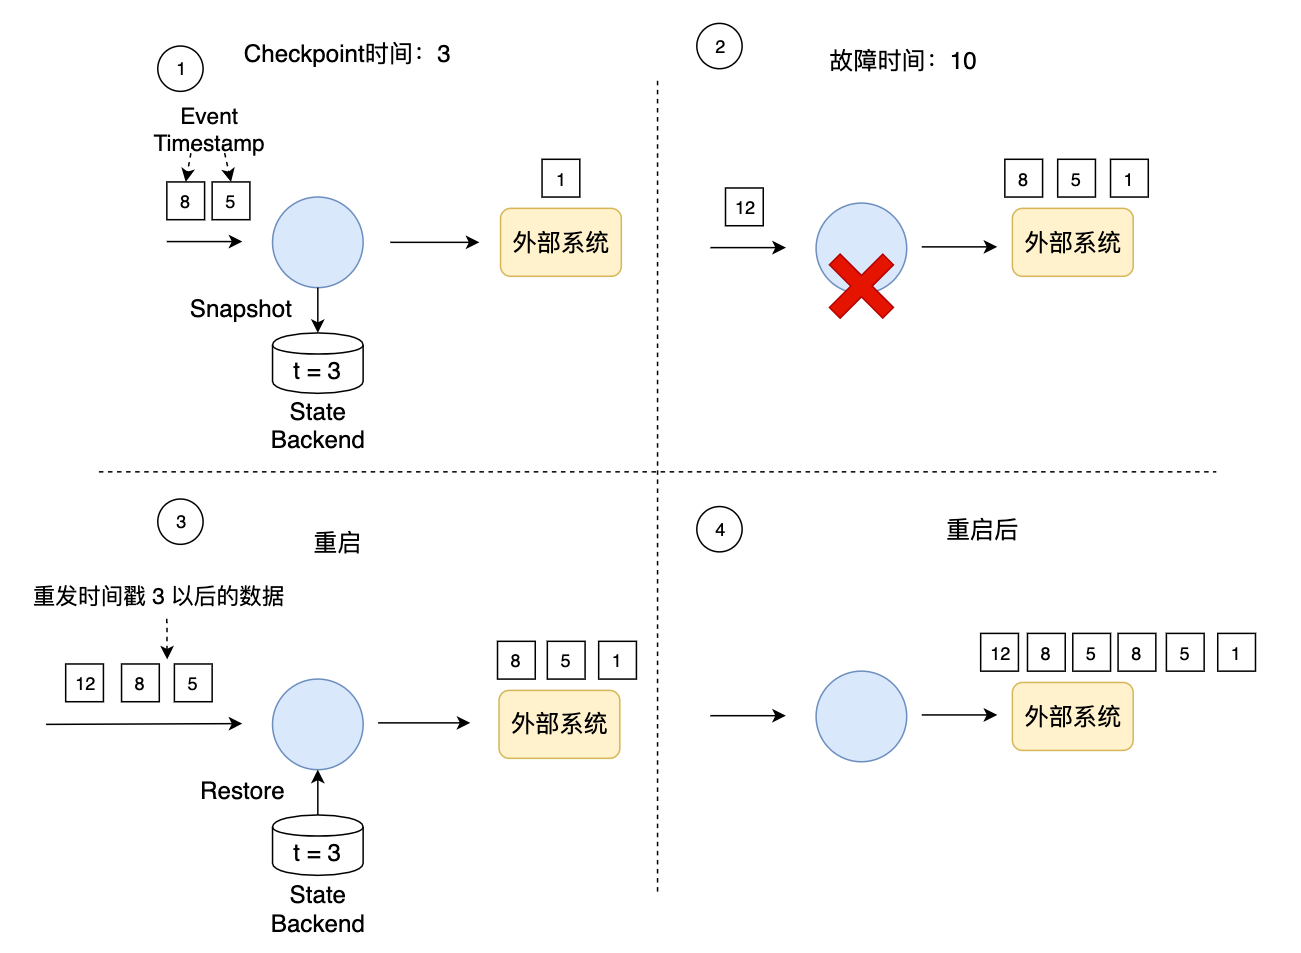 1
Checkpoint时间：3
Event
Timestamp
8
5
1
外部系统
Snapshot
t = 3
State
Backend
2
故障时间：10
12
8
5
1
外部系统
3
重启
重发时间戳 3 以后的数据
12
8
5
8
5
1
外部系统
Restore
t = 3
State
Backend
4
重启后
12
8
5
8
5
1
外部系统